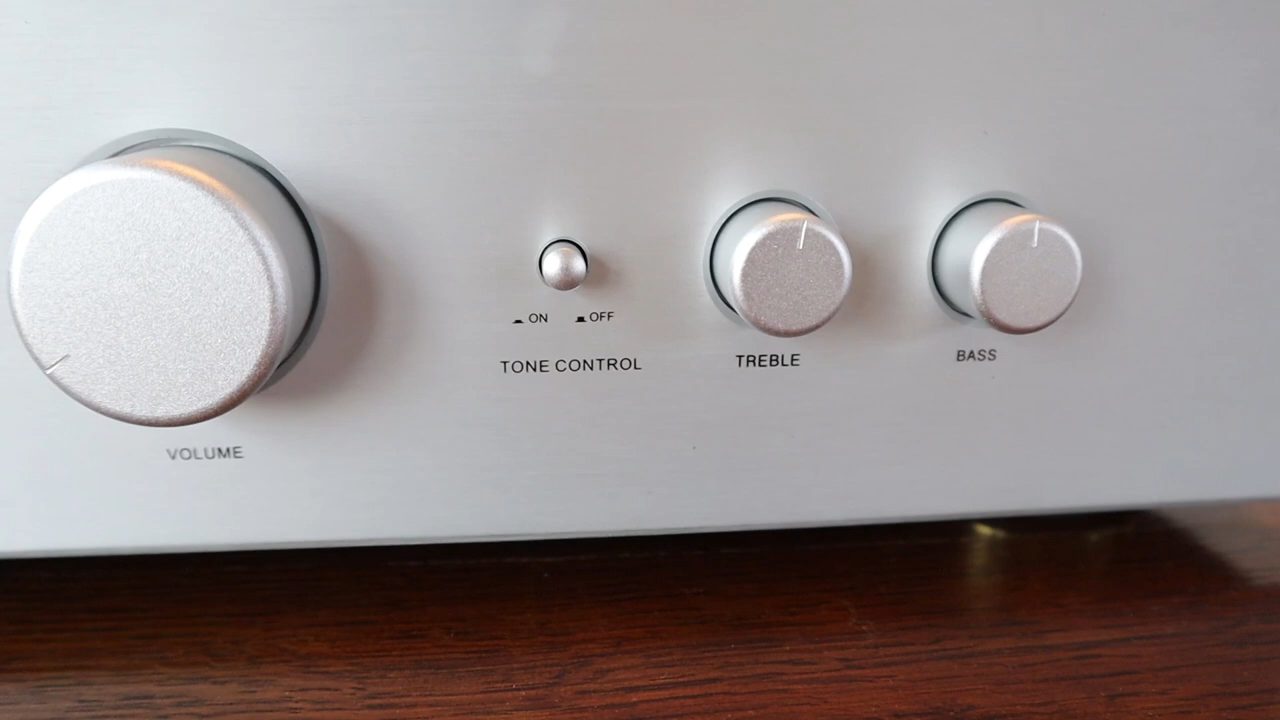 ON OFF
TONE CONTROL
TREBLE
BASS
VOLUME